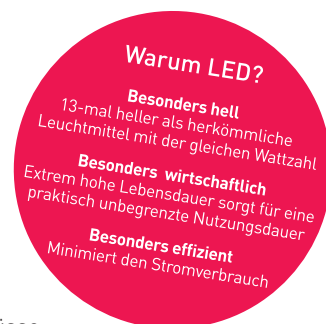 Warum LED?
Besonders hell
13-mal heller als herkömmliche
Leuchtmittel mit der gleichen Wattzahl
Besonders wirtschaftlich
Extrem hohe Lebensdauer sorgt für eine
praktisch unbegrenzte Nutzungsdauer
Besonders effizient
Minimiert den Stromverbrauch